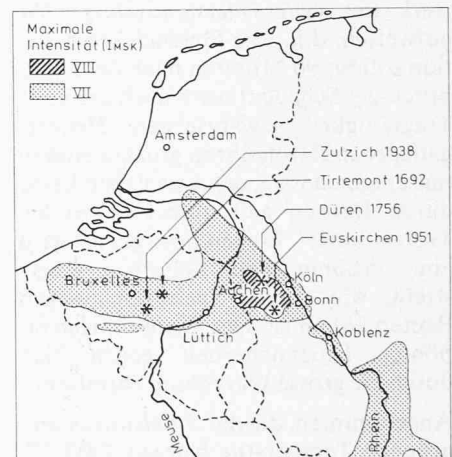 Maximale
Intensität (IMSK)
VIII
VII
Amsterdam
Zulzich 1938
Tirlemont 1692
Düren 1756
Euskirchen 1951
Bruxelles
Aachen
Köln
Bonn
Lüttich
Koblenz
Meuse
Rhein